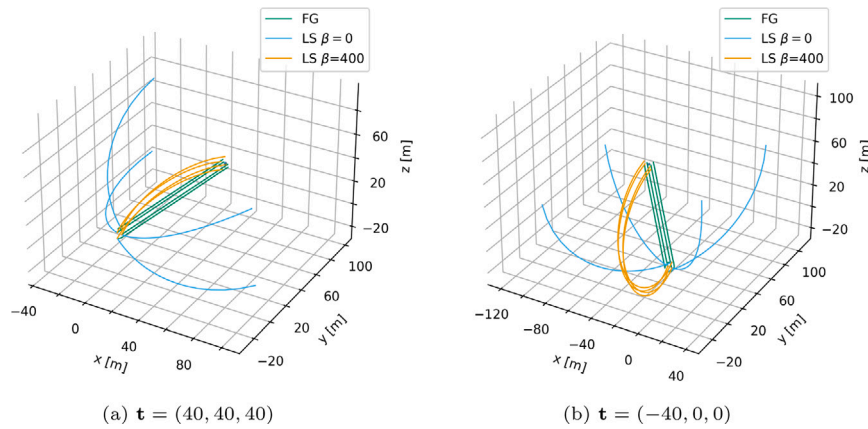 FG
LS β = 0
LS β=400
60
20
−20
z [m]
100
60
20
−20
y [m]
−40
0
40
80
x [m]
(a) t = (40, 40, 40)
FG
LS β = 0
LS β=400
100
60
20
−20
z [m]
100
60
20
−20
y [m]
−120
−80
−40
0
40
x [m]
(b) t = (−40, 0, 0)